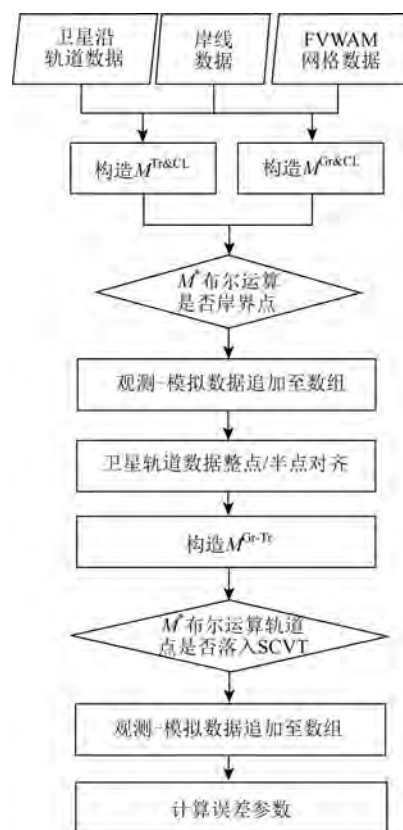 卫星沿
轨道数据
岸线
数据
FVWAM
网格数据
构造M^Tr&CL
构造M^Gr&CL
M^*布尔运算
是否岸界点
观测-模拟数据追加至数组
卫星轨道数据整点/半点对齐
构造M^Gr-Tr
M^*布尔运算轨道
点是否落入SCVT
观测-模拟数据追加至数组
计算误差参数